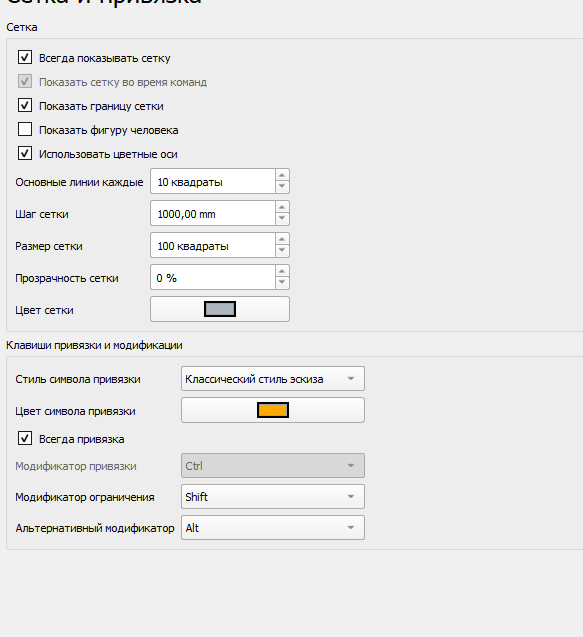 Сетка и привязка
Сетка
Всегда показывать сетку
Показать сетку во время команд
Показать границу сетки
Показать фигуру человека
Использовать цветные оси
Основные линии каждые 10 квадраты
Шаг сетки 1000,00 mm
Размер сетки 100 квадраты
Прозрачность сетки 0 %
Цвет сетки
Клавиши привязки и модификации
Стиль символа привязки Классический стиль эскиза
Цвет символа привязки
Всегда привязка
Модификатор привязки Ctrl
Модификатор ограничения Shift
Альтернативный модификатор Alt